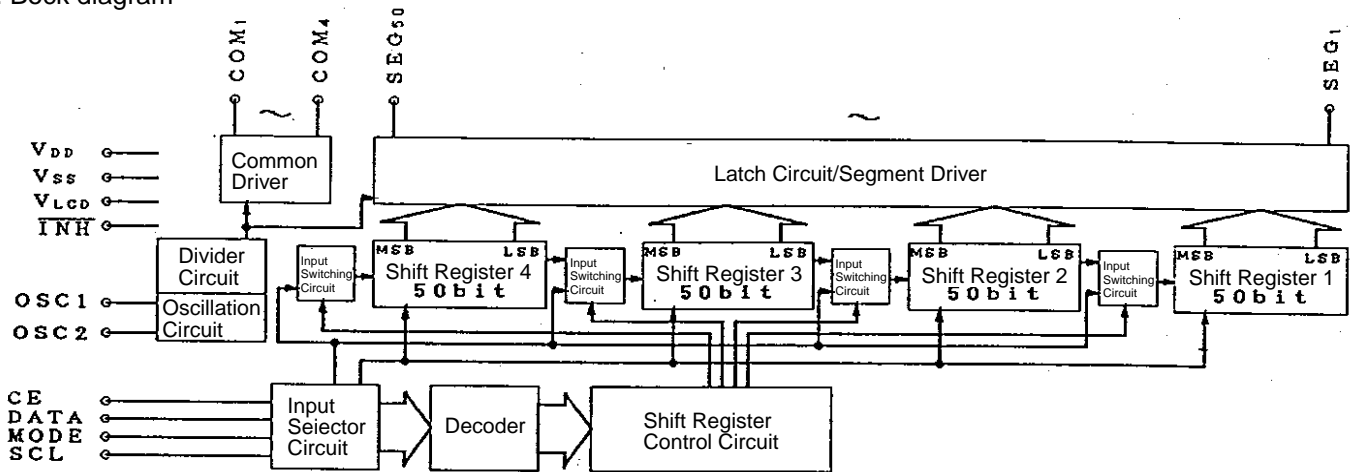 Bock diagram
COM1 COM4 SEG50 SEG1
~ ~
VDD
VSS
VLCD
INH
Common
Driver
Latch Circuit/Segment Driver
Divider
Circuit
Oscillation
Circuit
OSC1
OSC2
Input
Switching
Circuit
MSB LSB
Shift Register 4
50bit
Input
Switching
Circuit
MSB LSB
Shift Register 3
50bit
Input
Switching
Circuit
MSB LSB
Shift Register 2
50bit
Input
Switching
Circuit
MSB LSB
Shift Register 1
50bit
CE
DATA
MODE
SCL
Input
Seiector
Circuit
Decoder
Shift Register
Control Circuit